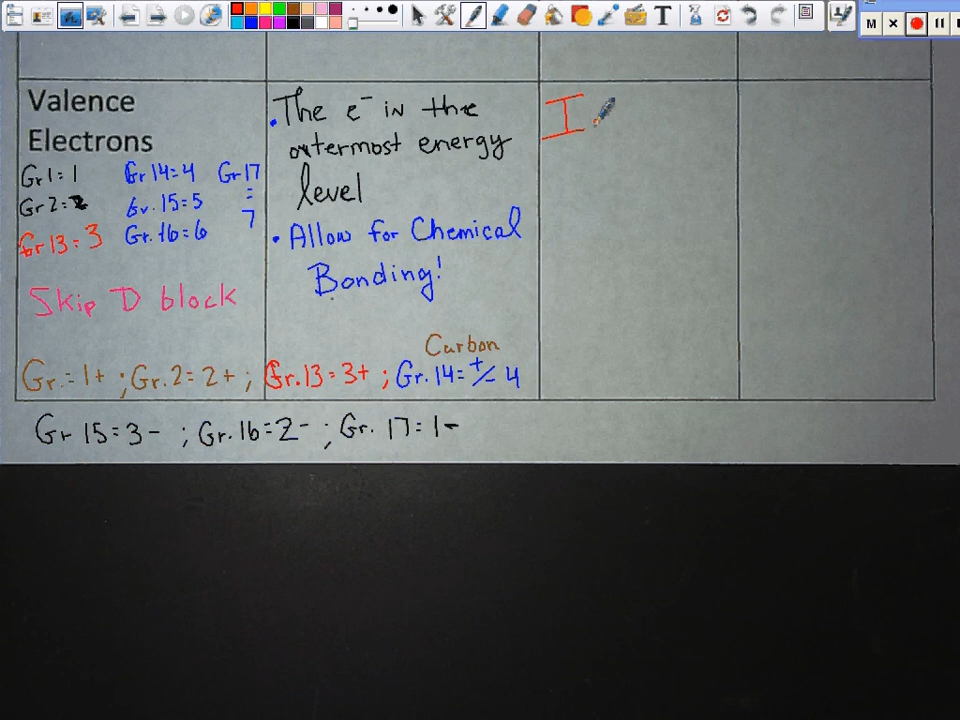 M
T
Valence
Electrons
Gr 1 = 1
Gr 2 = 2
Gr 13 = 3
Gr 14 = 4
Gr. 15 = 5
Gr. 16 = 6
Gr 17
=
7
Skip D block
• The e⁻ in the
outermost energy
level
• Allow for Chemical
Bonding!
I
Carbon
Gr. = 1+ ; Gr. 2 = 2+ ; Gr. 13 = 3+ ; Gr. 14 = +/- 4
Gr 15 = 3- ; Gr. 16 = 2- ; Gr. 17 = 1-